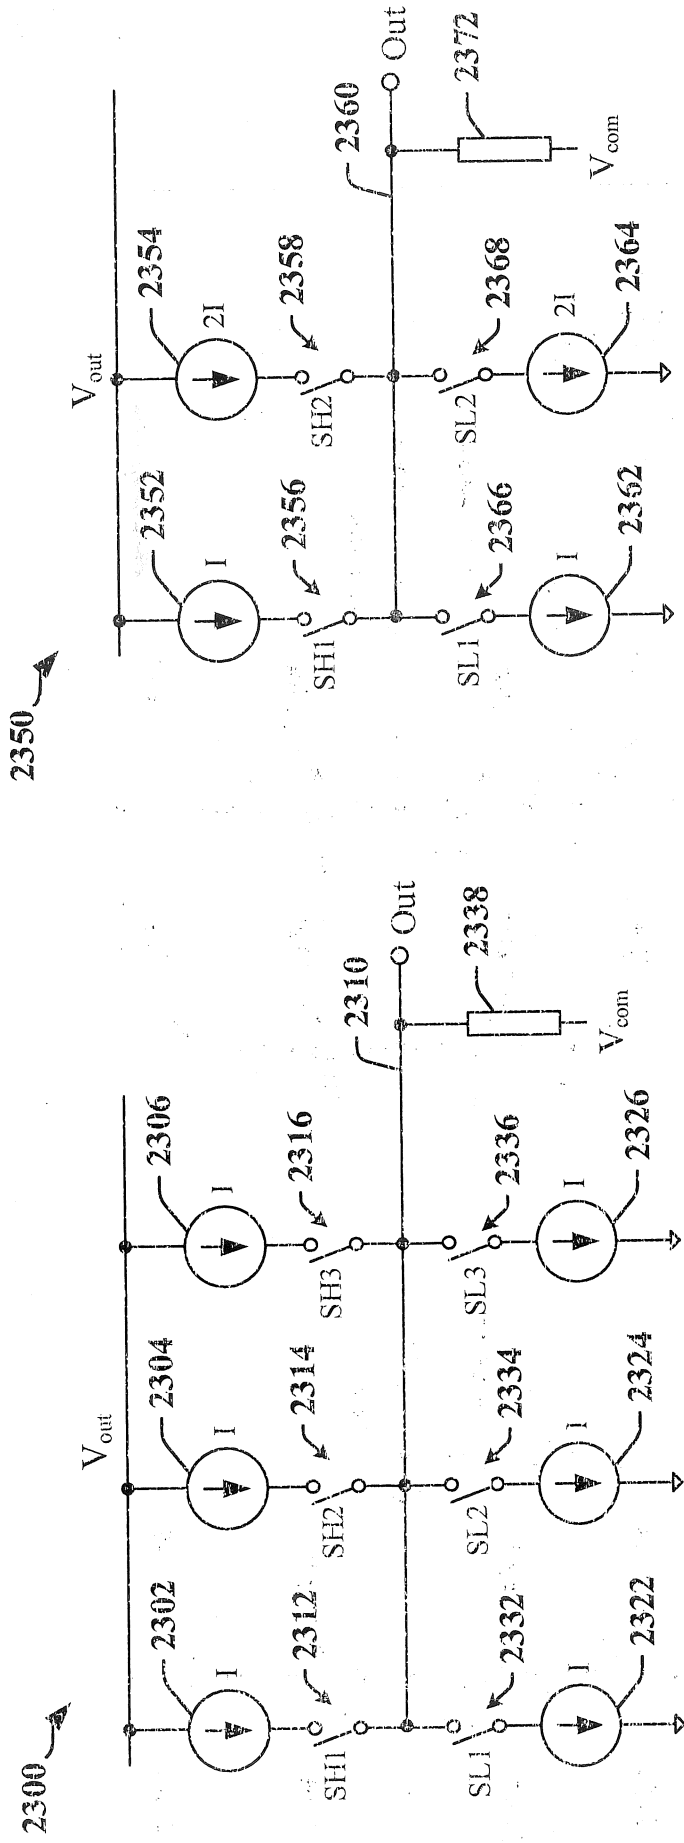 2300
V_out
2302
2304
2306
I
I
I
2312
2314
2316
SH1
SH2
SH3
2310
Out
SL1
SL2
SL3
2332
2334
2336
2338
I
I
I
V_com
2322
2324
2326
2350
V_out
2352
2354
I
2I
2356
2358
SH1
SH2
2360
Out
SL1
SL2
2366
2368
2372
I
2I
V_com
2362
2364